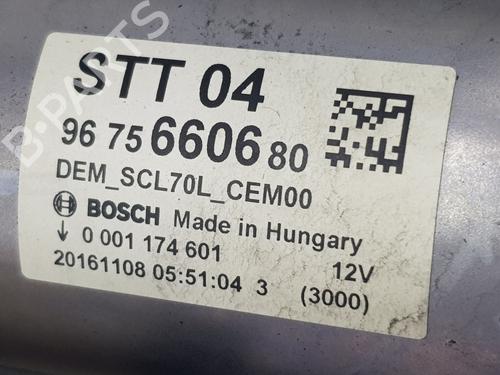 STT 04
96 75 6606 80
DEM_SCL70L_CEM00
BOSCH Made in Hungary
0 001 174 601 12V
20161108 05:51:04 3 (3000)
B-PARTS